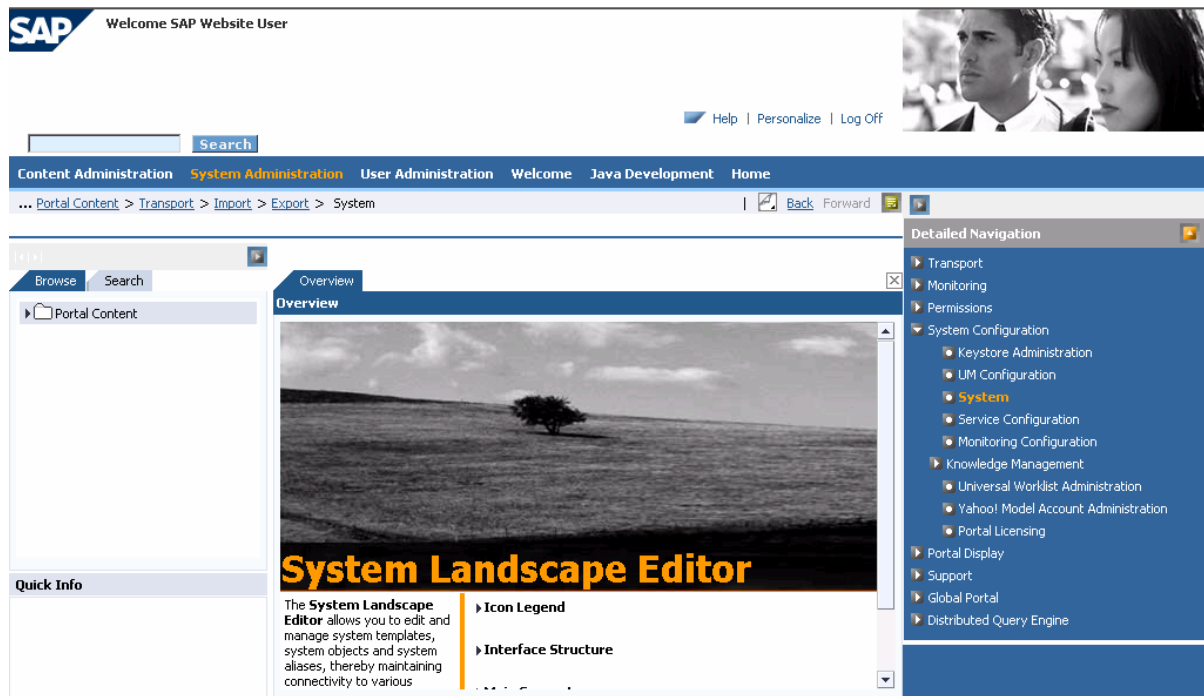 SAP
Welcome SAP Website User
Help | Personalize | Log Off
Search
Content Administration System Administration User Administration Welcome Java Development Home
... Portal Content > Transport > Import > Export > System
| Back Forward
Browse Search
Portal Content
Quick Info
Overview
Overview
System Landscape Editor
The System Landscape
Editor allows you to edit and
manage system templates,
system objects and system
aliases, thereby maintaining
connectivity to various
Icon Legend
Interface Structure
Detailed Navigation
Transport
Monitoring
Permissions
System Configuration
Keystore Administration
UM Configuration
System
Service Configuration
Monitoring Configuration
Knowledge Management
Universal Worklist Administration
Yahoo! Model Account Administration
Portal Licensing
Portal Display
Support
Global Portal
Distributed Query Engine